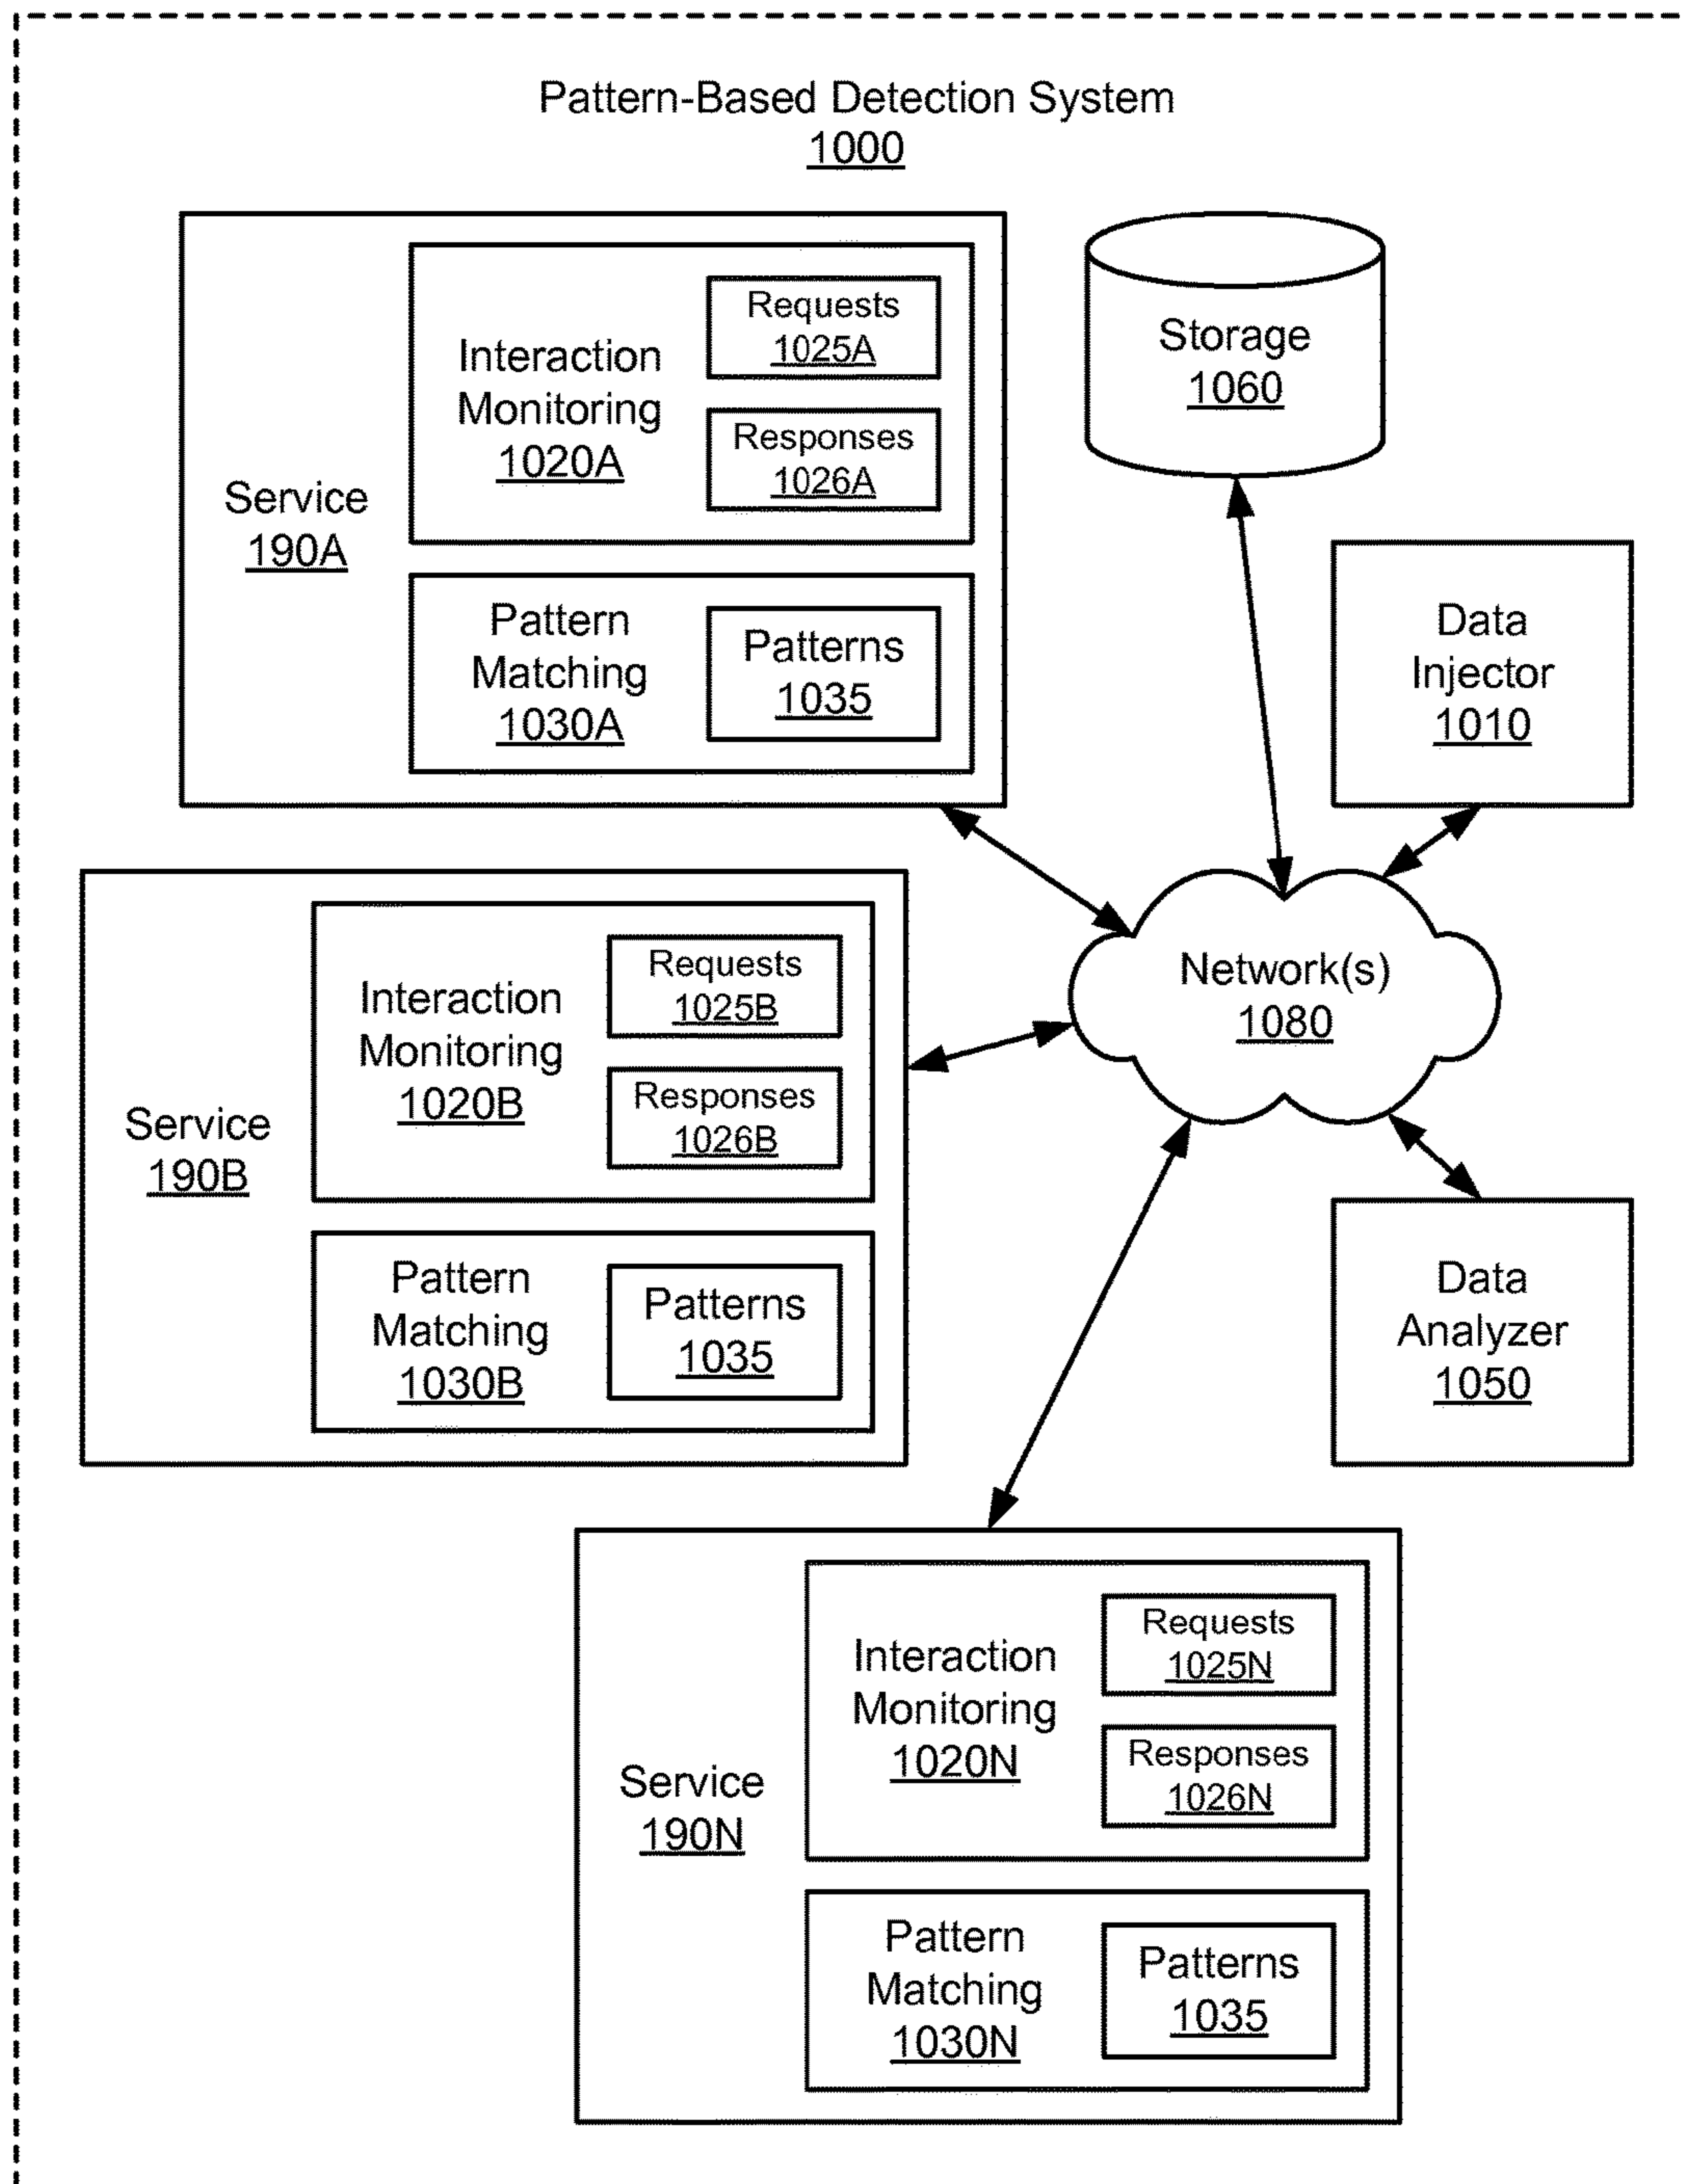 Pattern-Based Detection System
1000
Service
190A
Interaction
Monitoring
1020A
Requests
1025A
Responses
1026A
Pattern
Matching
1030A
Patterns
1035
Storage
1060
Data
Injector
1010
Service
190B
Interaction
Monitoring
1020B
Requests
1025B
Responses
1026B
Pattern
Matching
1030B
Patterns
1035
Network(s)
1080
Data
Analyzer
1050
Service
190N
Interaction
Monitoring
1020N
Requests
1025N
Responses
1026N
Pattern
Matching
1030N
Patterns
1035